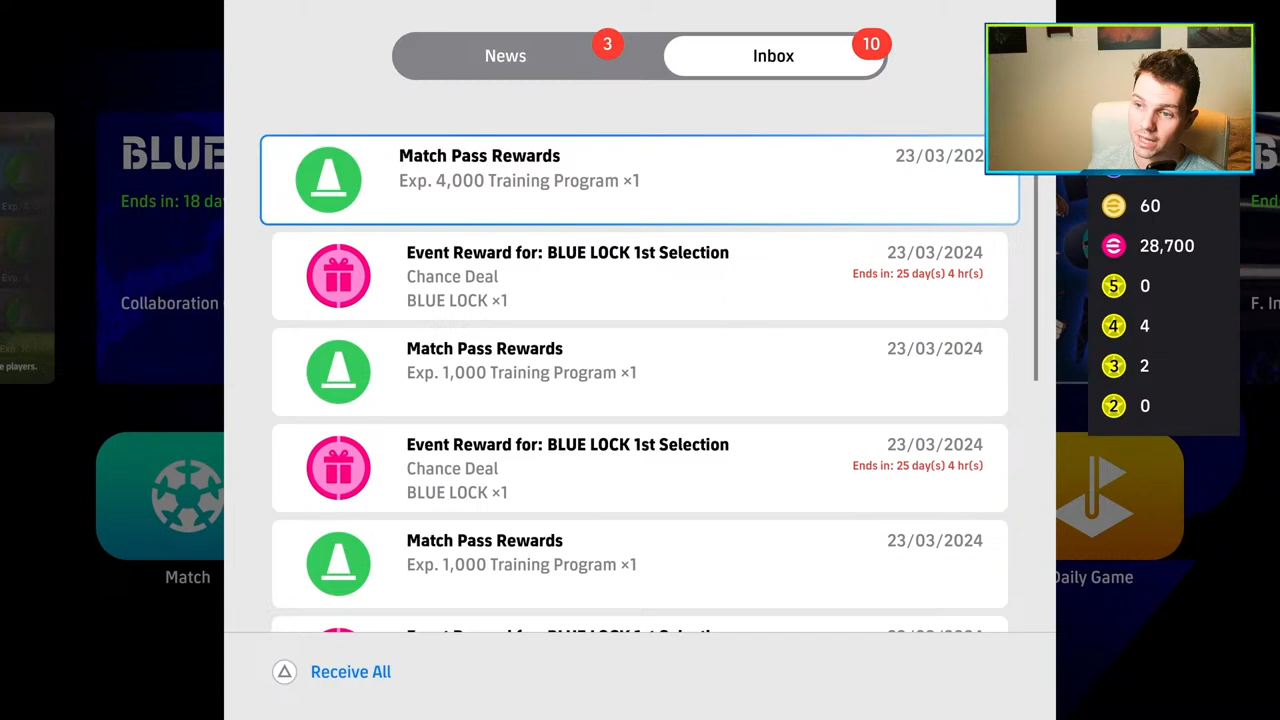 News
3
Inbox
10
BLUE
Ends in: 18 da
Collaboration
Match
Match Pass Rewards
23/03/202
Exp. 4,000 Training Program ×1
Event Reward for: BLUE LOCK 1st Selection
23/03/2024
Chance Deal
Ends in: 25 day(s) 4 hr(s)
BLUE LOCK ×1
Match Pass Rewards
23/03/2024
Exp. 1,000 Training Program ×1
Event Reward for: BLUE LOCK 1st Selection
23/03/2024
Chance Deal
Ends in: 25 day(s) 4 hr(s)
BLUE LOCK ×1
Match Pass Rewards
23/03/2024
Exp. 1,000 Training Program ×1
Receive All
60
28,700
5 0
4 4
3 2
2 0
End
F. In
Daily Game
e players.